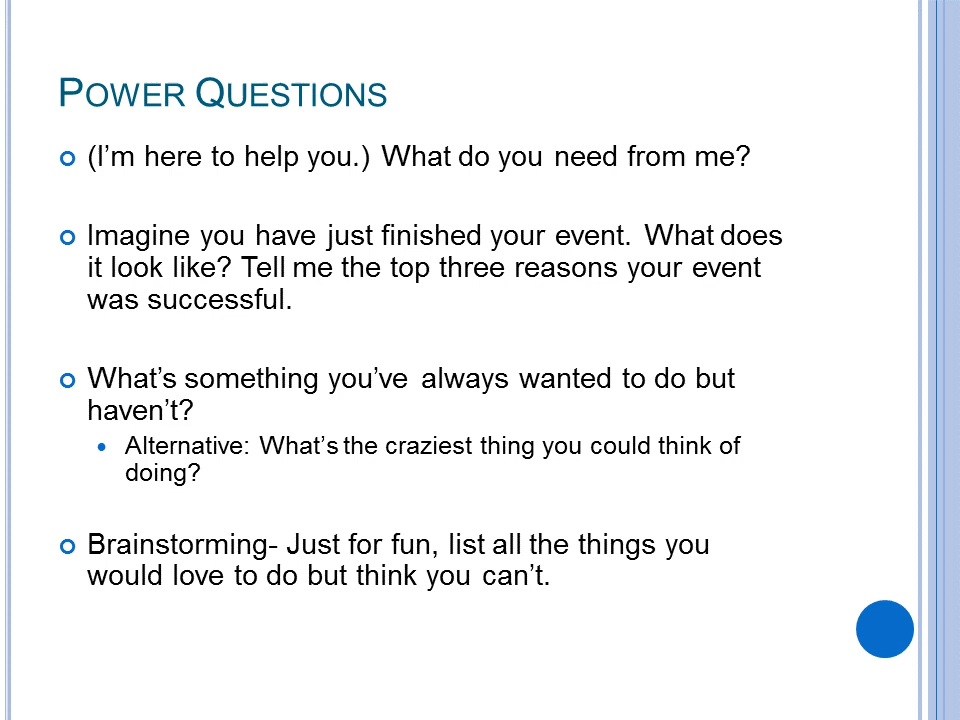 POWER QUESTIONS
(I'm here to help you.) What do you need from me?
Imagine you have just finished your event. What does
it look like? Tell me the top three reasons your event
was successful.
What's something you've always wanted to do but
haven't?
Alternative: What's the craziest thing you could think of
doing?
Brainstorming- Just for fun, list all the things you
would love to do but think you can't.